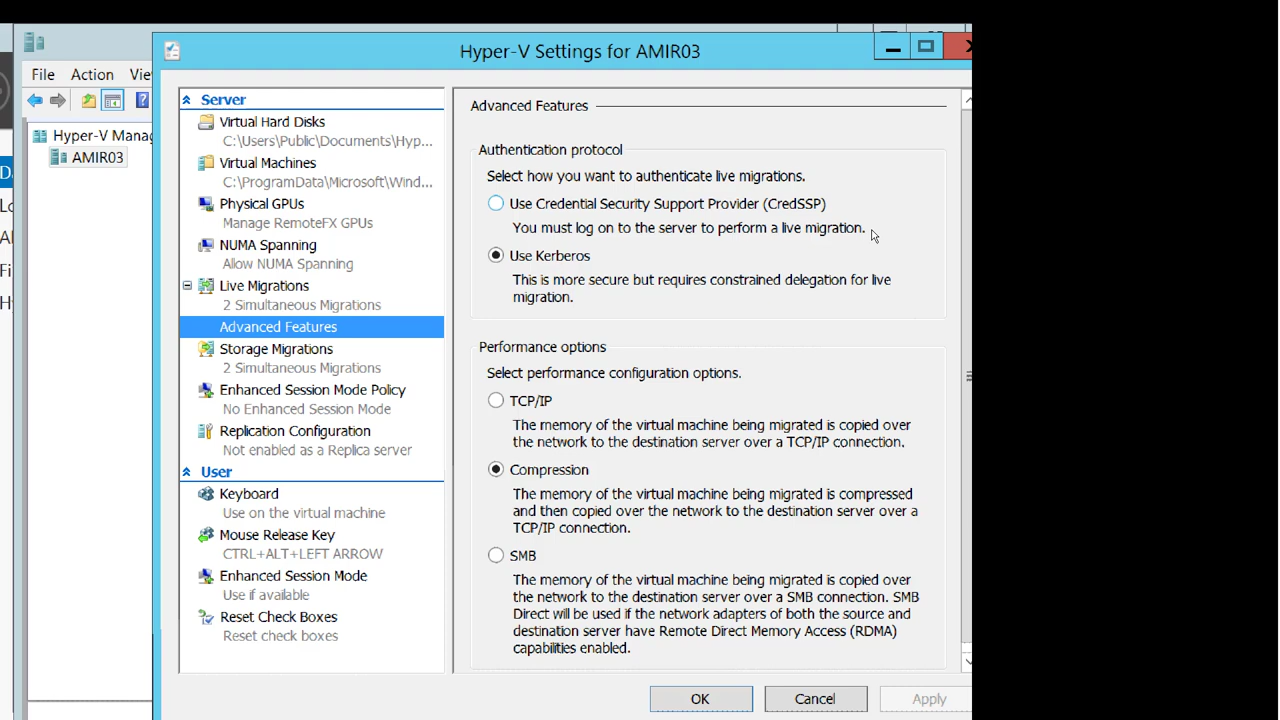 Hyper-V Settings for AMIR03
File Action
Hyper-V Manag
AMIR03
Server
Virtual Hard Disks
C:\Users\Public\Documents\Hyp...
Virtual Machines
C:\ProgramData\Microsoft\Wind...
Physical GPUs
Manage RemoteFX GPUs
NUMA Spanning
Allow NUMA Spanning
Live Migrations
2 Simultaneous Migrations
Advanced Features
Storage Migrations
2 Simultaneous Migrations
Enhanced Session Mode Policy
No Enhanced Session Mode
Replication Configuration
Not enabled as a Replica server
User
Keyboard
Use on the virtual machine
Mouse Release Key
CTRL+ALT+LEFT ARROW
Enhanced Session Mode
Use if available
Reset Check Boxes
Reset check boxes
Advanced Features
Authentication protocol
Select how you want to authenticate live migrations.
Use Credential Security Support Provider (CredSSP)
You must log on to the server to perform a live migration.
Use Kerberos
This is more secure but requires constrained delegation for live
migration.
Performance options
Select performance configuration options.
TCP/IP
The memory of the virtual machine being migrated is copied over
the network to the destination server over a TCP/IP connection.
Compression
The memory of the virtual machine being migrated is compressed
and then copied over the network to the destination server over a
TCP/IP connection.
SMB
The memory of the virtual machine being migrated is copied over
the network to the destination server over a SMB connection. SMB
Direct will be used if the network adapters of both the source and
destination server have Remote Direct Memory Access (RDMA)
capabilities enabled.
OK Cancel Apply